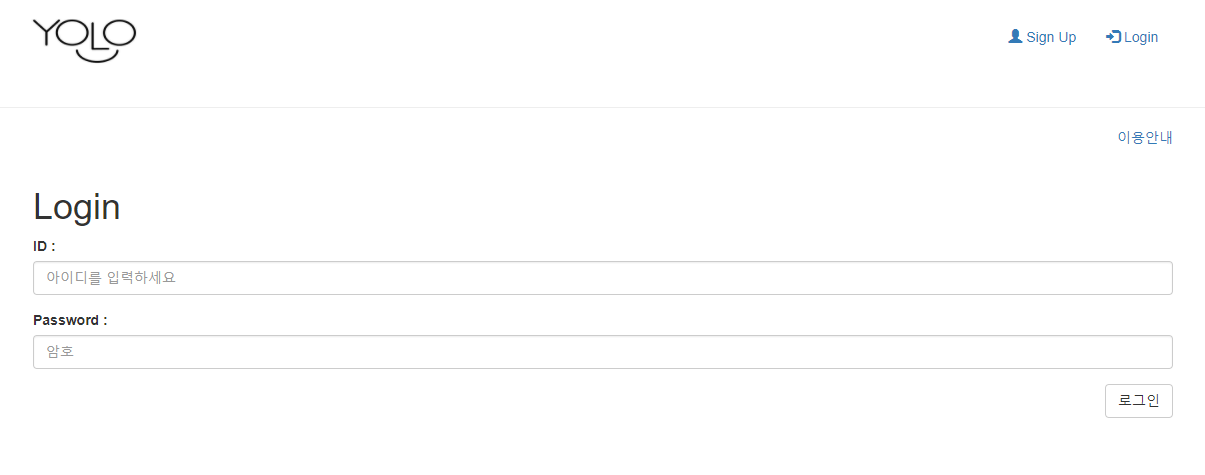 YOLO
Sign Up Login
이용안내
Login
ID :
아이디를 입력하세요
Password :
암호
로그인